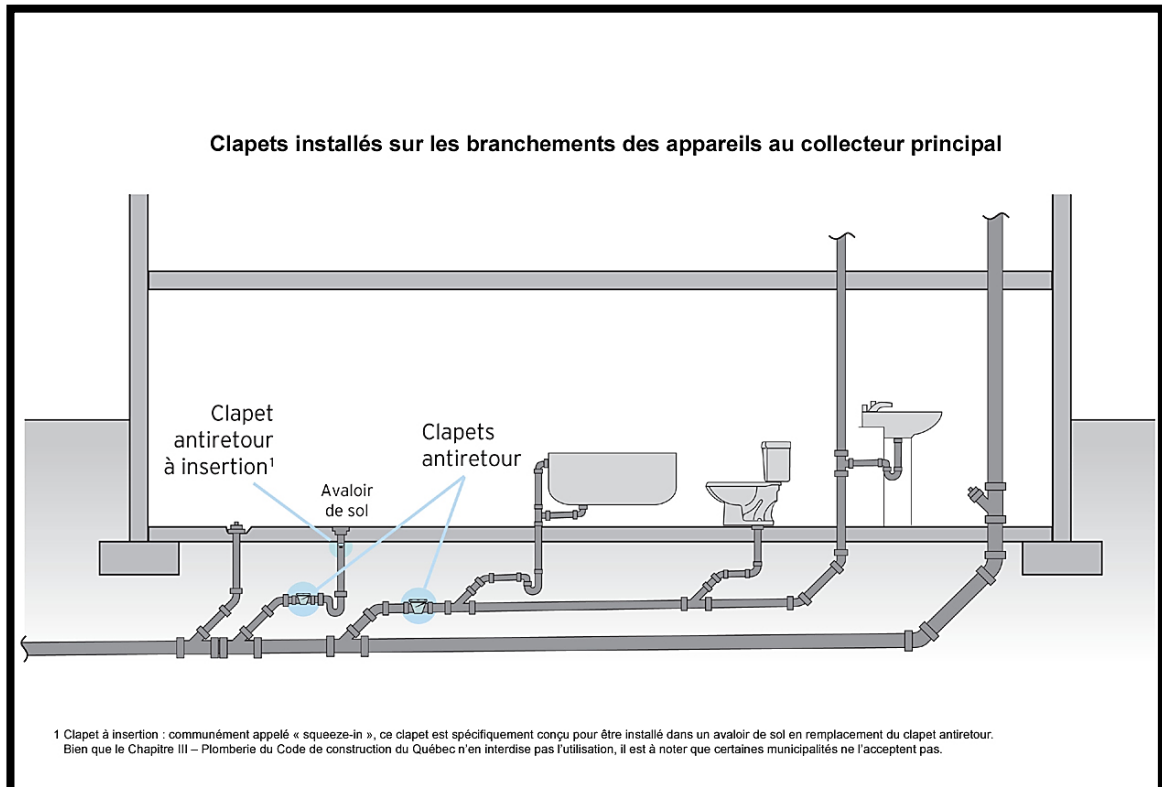 Clapets installés sur les branchements des appareils au collecteur principal
Clapet
antiretour
à insertion¹
Clapets
antiretour
Avaloir
de sol
1 Clapet à insertion : communément appelé « squeeze-in », ce clapet est spécifiquement conçu pour être installé dans un avaloir de sol en remplacement du clapet antiretour.
Bien que le Chapitre III – Plomberie du Code de construction du Québec n'en interdise pas l'utilisation, il est à noter que certaines municipalités ne l'acceptent pas.